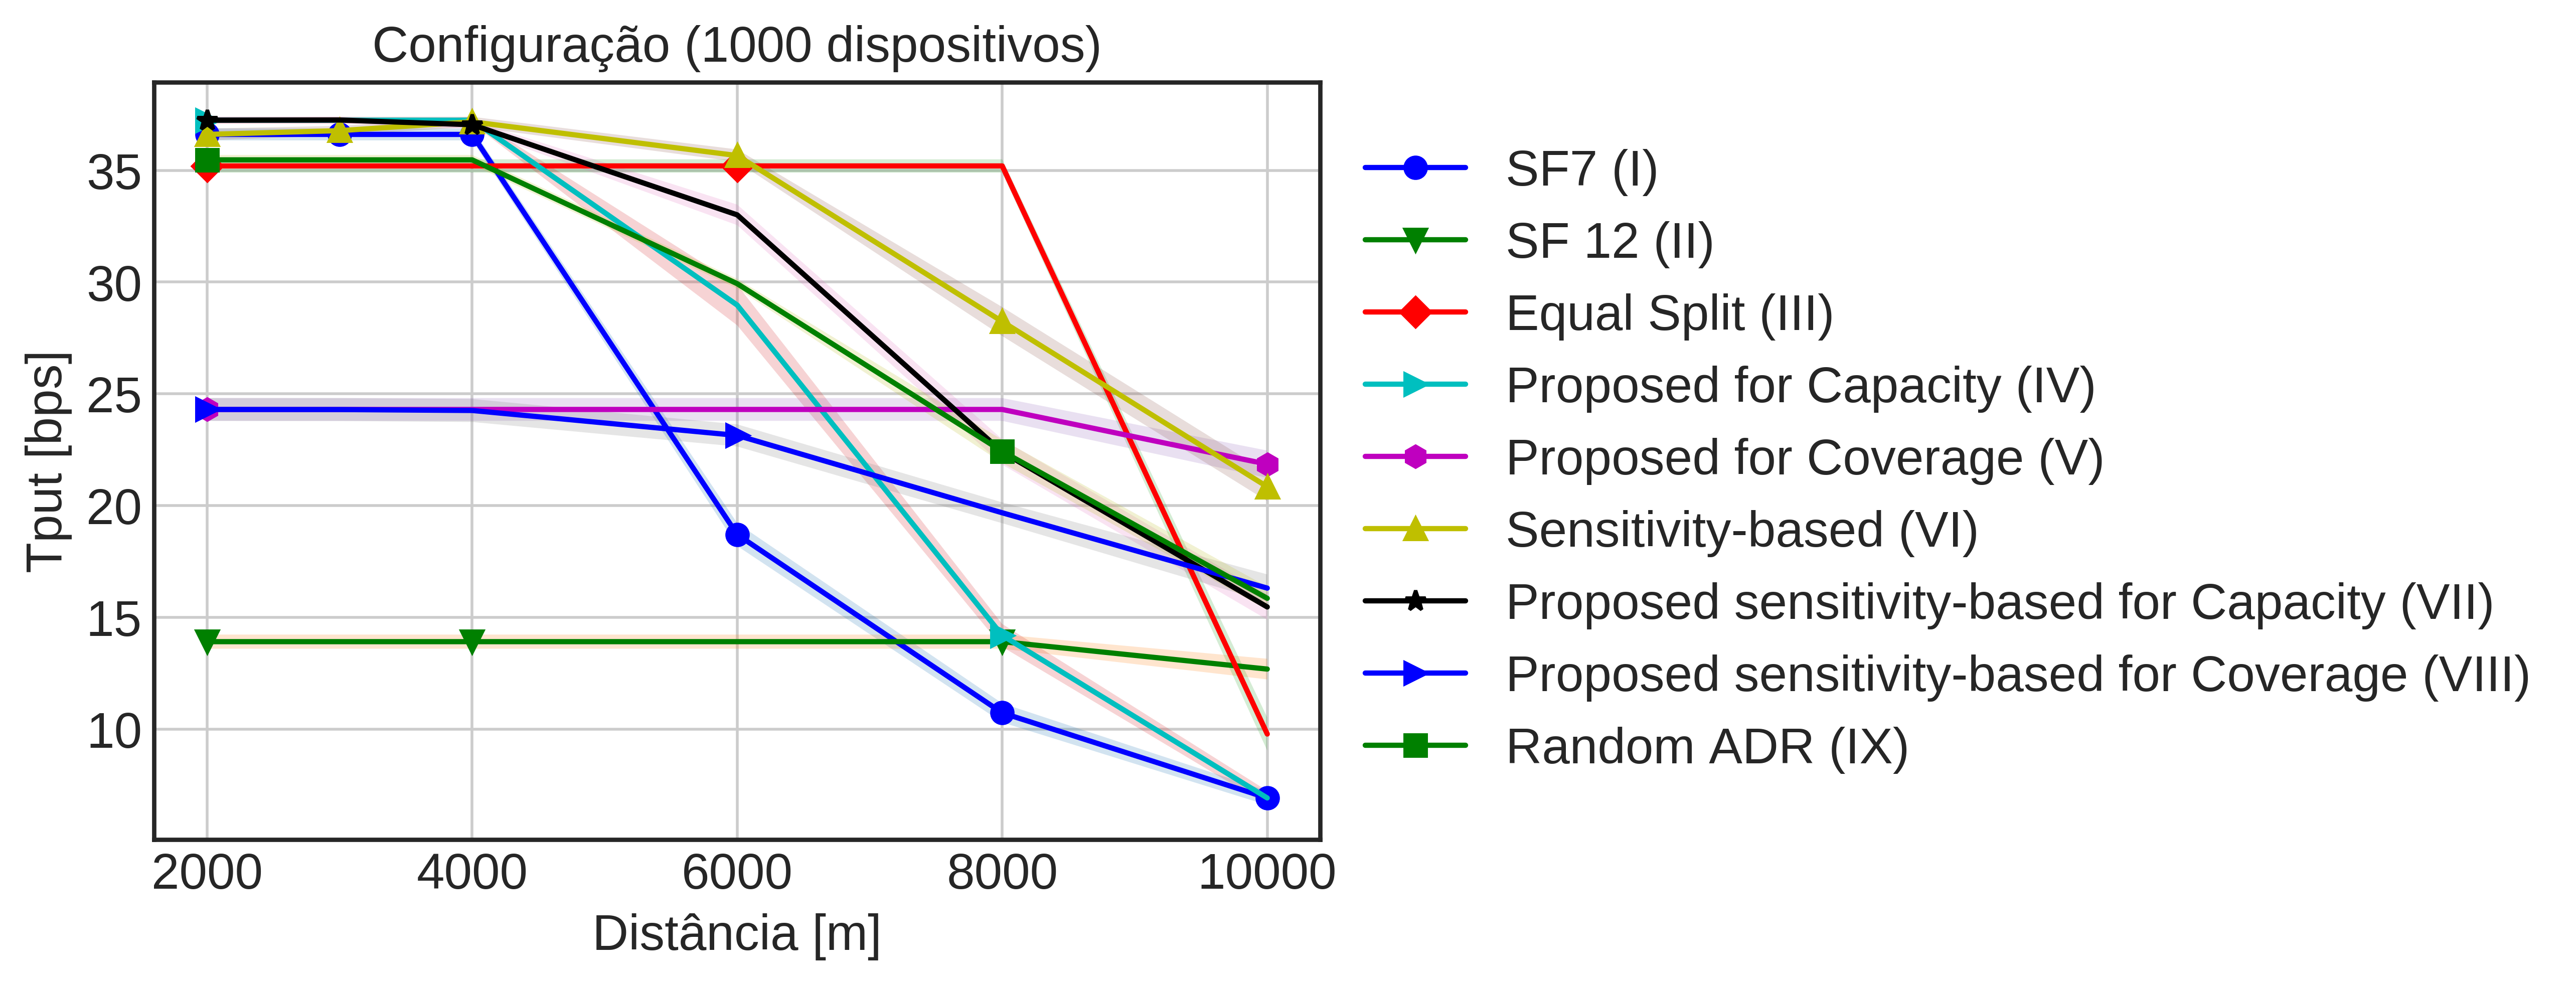 Configuração (1000 dispositivos)
Tput [bps]
35
30
25
20
15
10
2000 4000 6000 8000 10000
Distância [m]
SF7 (I)
SF 12 (II)
Equal Split (III)
Proposed for Capacity (IV)
Proposed for Coverage (V)
Sensitivity-based (VI)
Proposed sensitivity-based for Capacity (VII)
Proposed sensitivity-based for Coverage (VIII)
Random ADR (IX)